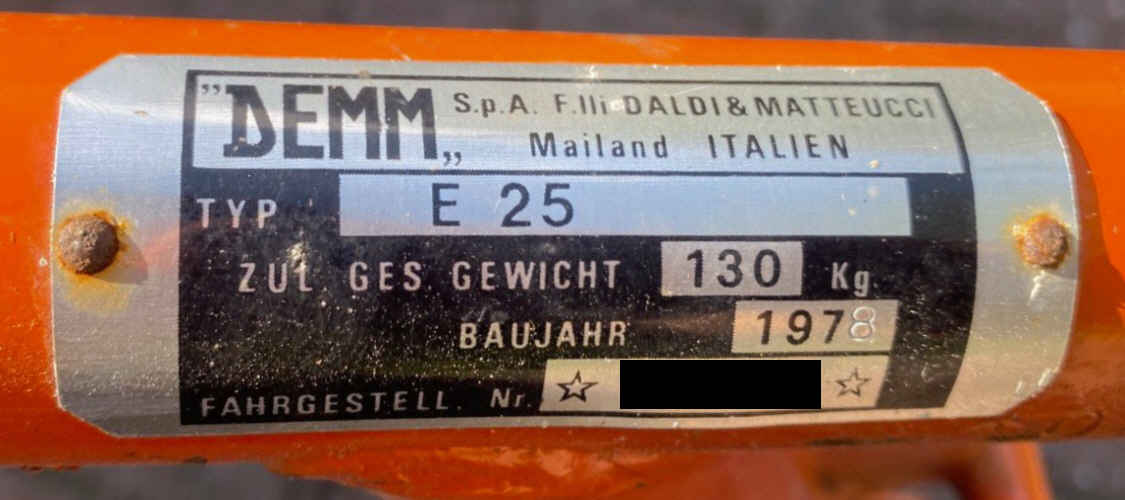 "DEMM„ S.p.A. F.lli DALDI & MATTEUCCI
Mailand ITALIEN
TYP E 25
ZUL GES. GEWICHT 130 Kg.
BAUJAHR 1978
FAHRGESTELL. Nr. ☆ ☆